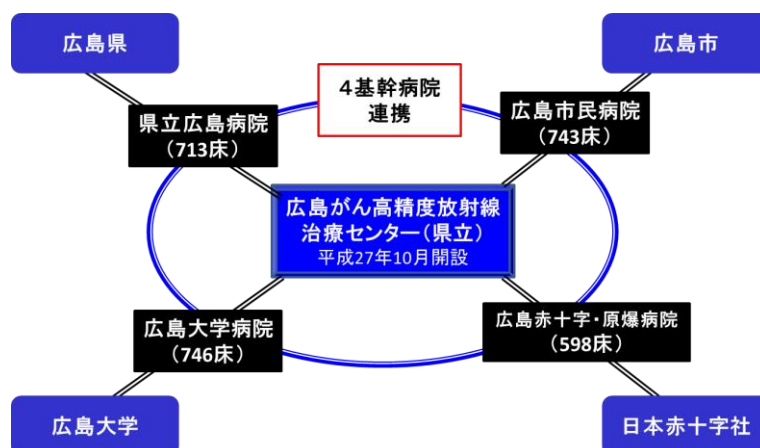 広島県
広島市
4基幹病院
連携
県立広島病院
（713床）
広島市民病院
（743床）
広島がん高精度放射線
治療センター（県立）
平成27年10月開設
広島大学病院
（746床）
広島赤十字・原爆病院
（598床）
広島大学
日本赤十字社